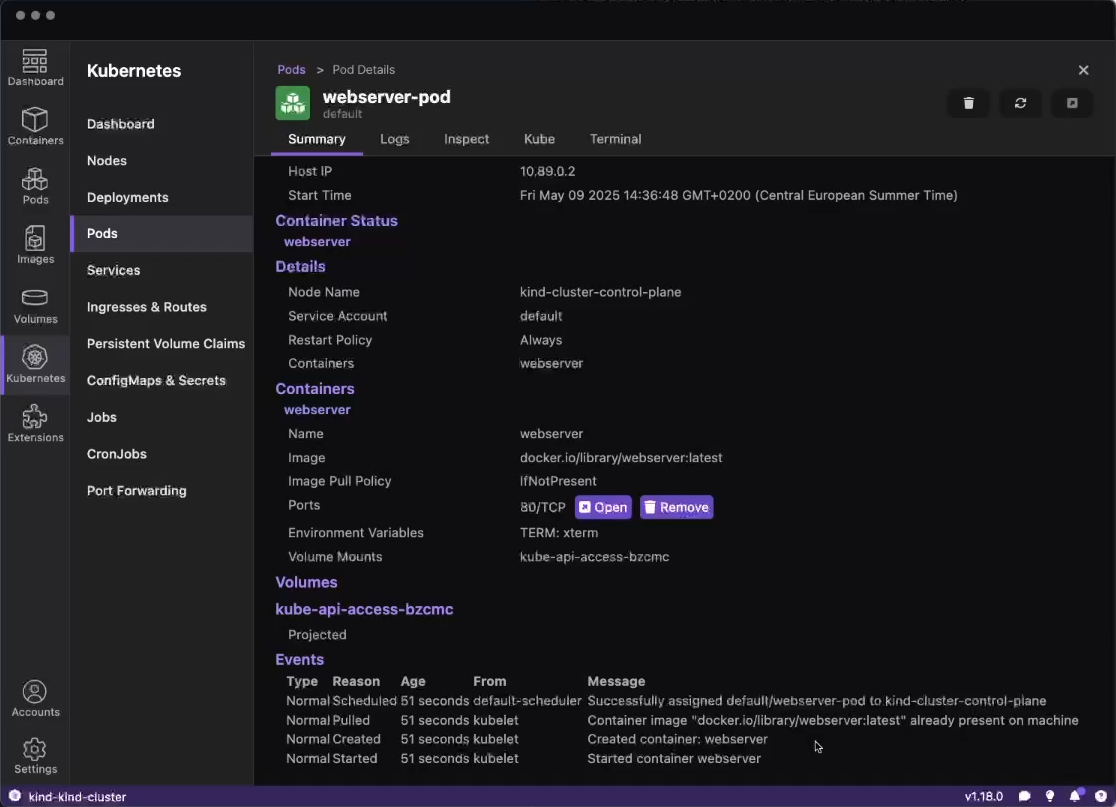 Dashboard
Containers
Pods
Images
Volumes
Kubernetes
Extensions
Accounts
Settings
Kubernetes
Dashboard
Nodes
Deployments
Pods
Services
Ingresses & Routes
Persistent Volume Claims
ConfigMaps & Secrets
Jobs
CronJobs
Port Forwarding
Pods > Pod Details
webserver-pod
default
Summary Logs Inspect Kube Terminal
Host IP 10.89.0.2
Start Time Fri May 09 2025 14:36:48 GMT+0200 (Central European Summer Time)
Container Status
webserver
Details
Node Name kind-cluster-control-plane
Service Account default
Restart Policy Always
Containers webserver
Containers
webserver
Name webserver
Image docker.io/library/webserver:latest
Image Pull Policy IfNotPresent
Ports 80/TCP Open Remove
Environment Variables TERM: xterm
Volume Mounts kube-api-access-bzcmc
Volumes
kube-api-access-bzcmc
Projected
Events
Type Reason Age From Message
Normal Scheduled 51 seconds default-scheduler Successfully assigned default/webserver-pod to kind-cluster-control-plane
Normal Pulled 51 seconds kubelet Container image "docker.io/library/webserver:latest" already present on machine
Normal Created 51 seconds kubelet Created container: webserver
Normal Started 51 seconds kubelet Started container webserver
kind-kind-cluster v1.18.0